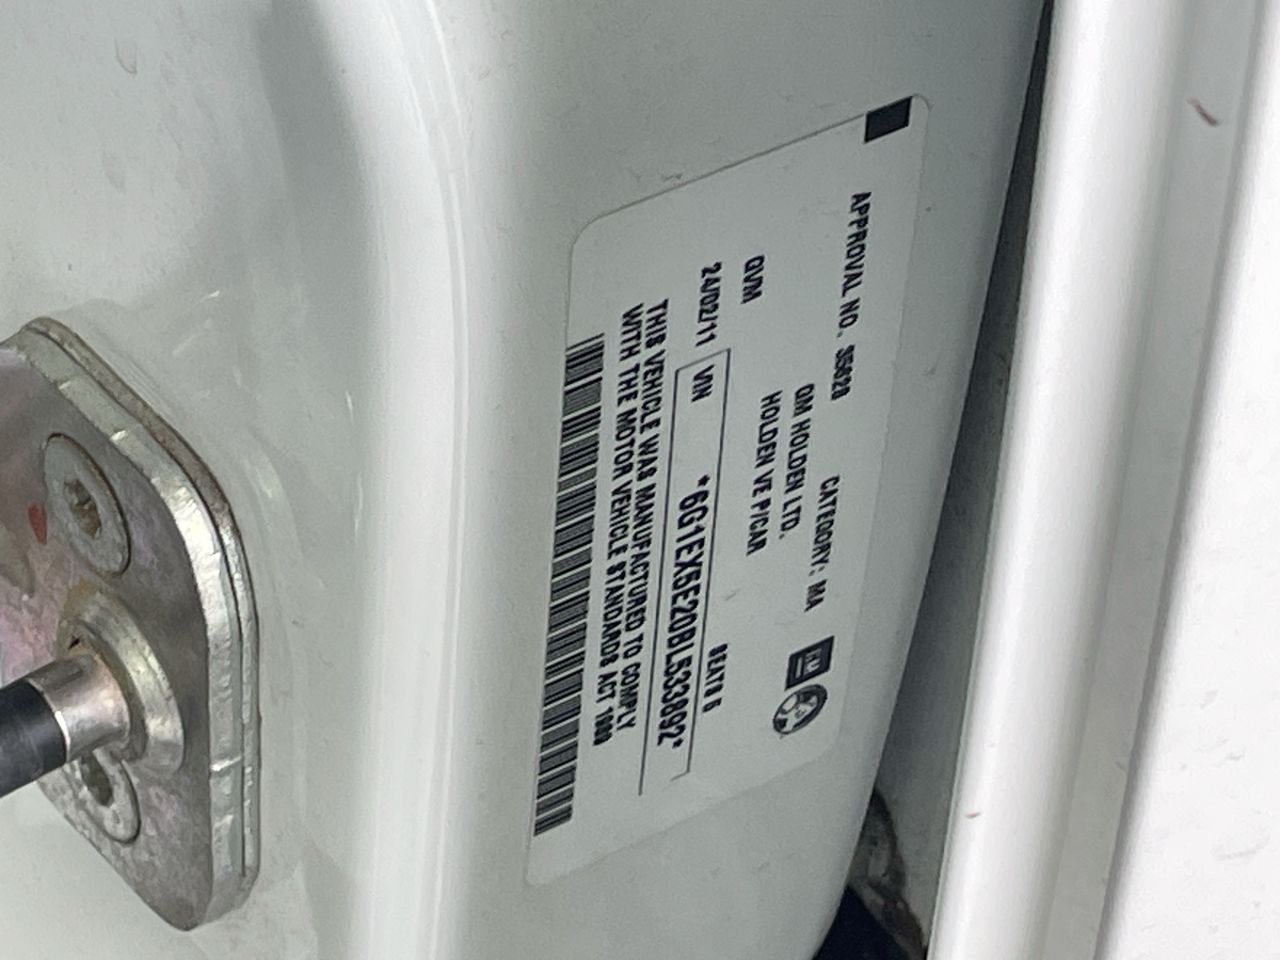 APPROVAL NO. 35628 CATEGORY: MA
GM HOLDEN LTD.
GVM HOLDEN VE P/CAR
24/02/11 SEATS 5
VIN *6G1EX5E20BL533892*
THIS VEHICLE WAS MANUFACTURED TO COMPLY
WITH THE MOTOR VEHICLE STANDARDS ACT 1989